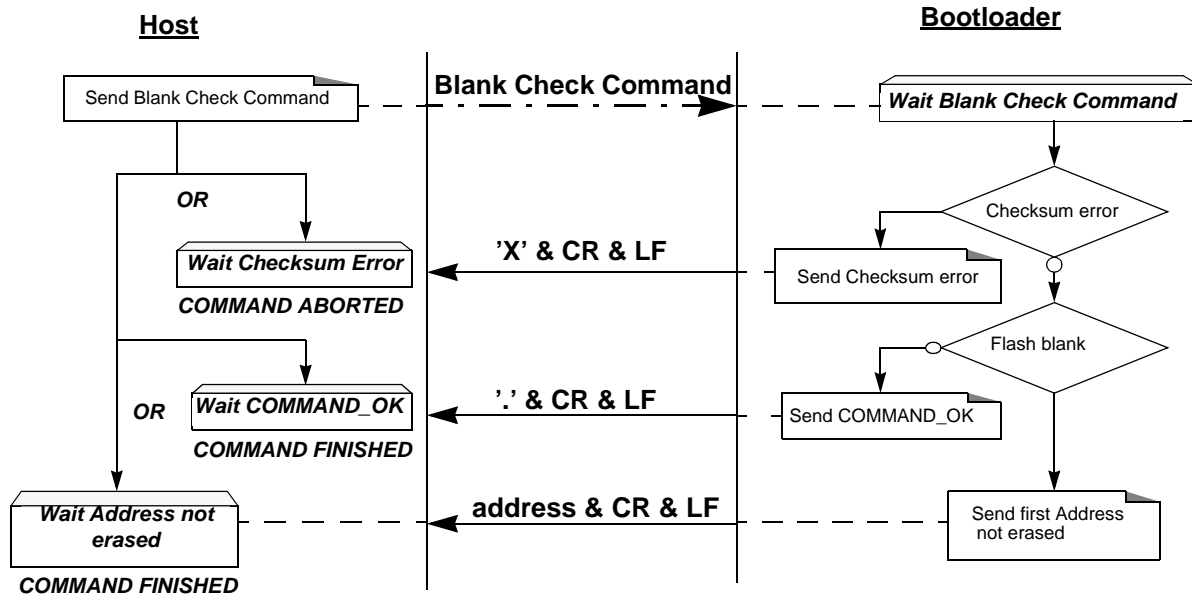 Host
Bootloader
Send Blank Check Command
Blank Check Command
Wait Blank Check Command
OR
Checksum error
Wait Checksum Error
’X’ & CR & LF
Send Checksum error
COMMAND ABORTED
Flash blank
OR
Wait COMMAND_OK
’.’ & CR & LF
Send COMMAND_OK
COMMAND FINISHED
Wait Address not
erased
address & CR & LF
Send first Address
not erased
COMMAND FINISHED